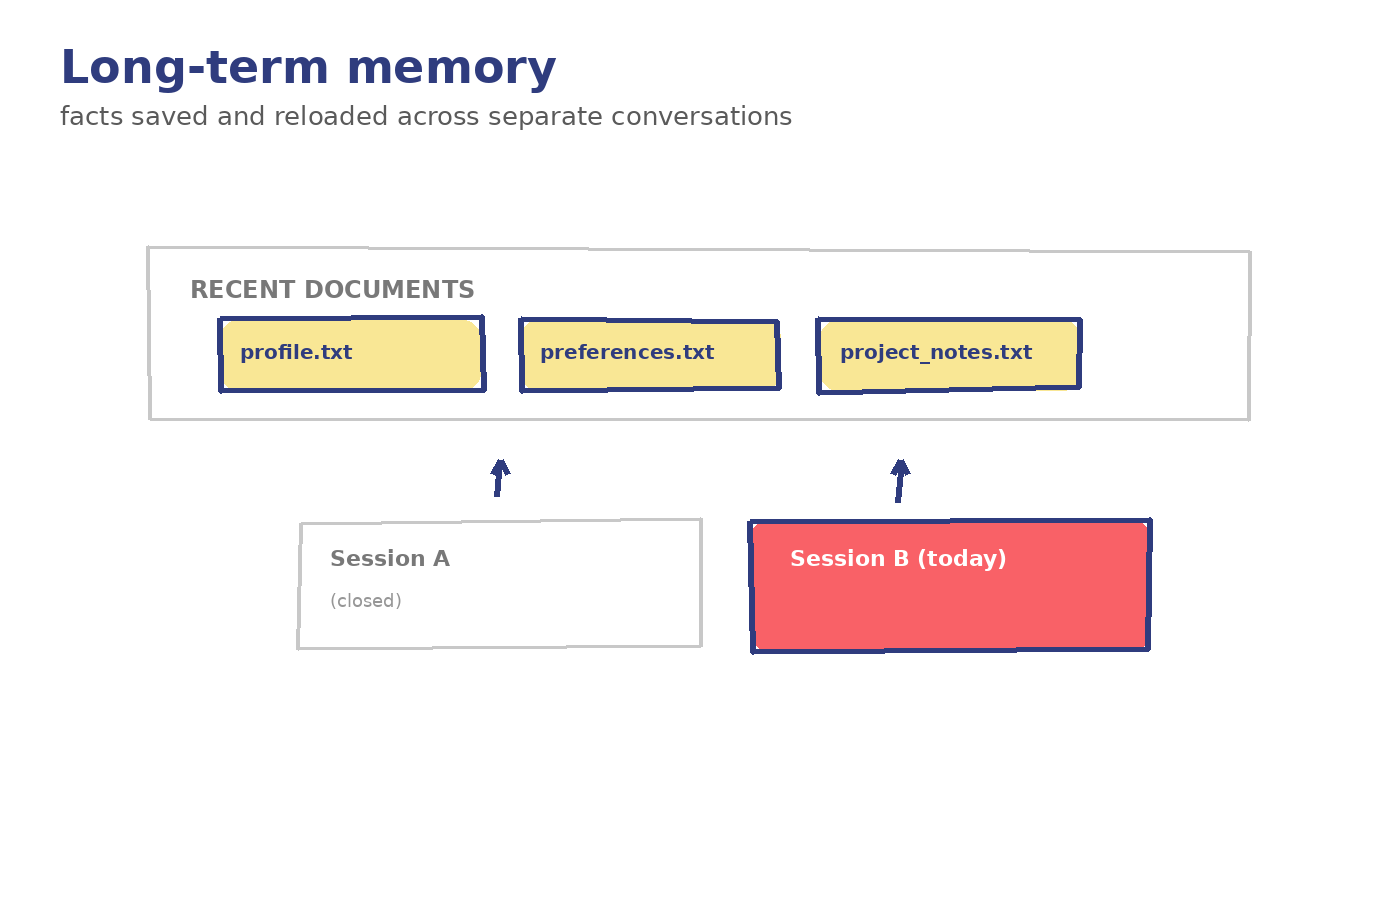 Long-term memory
facts saved and reloaded across separate conversations
RECENT DOCUMENTS
profile.txt
preferences.txt
project_notes.txt
Session A
(closed)
Session B (today)